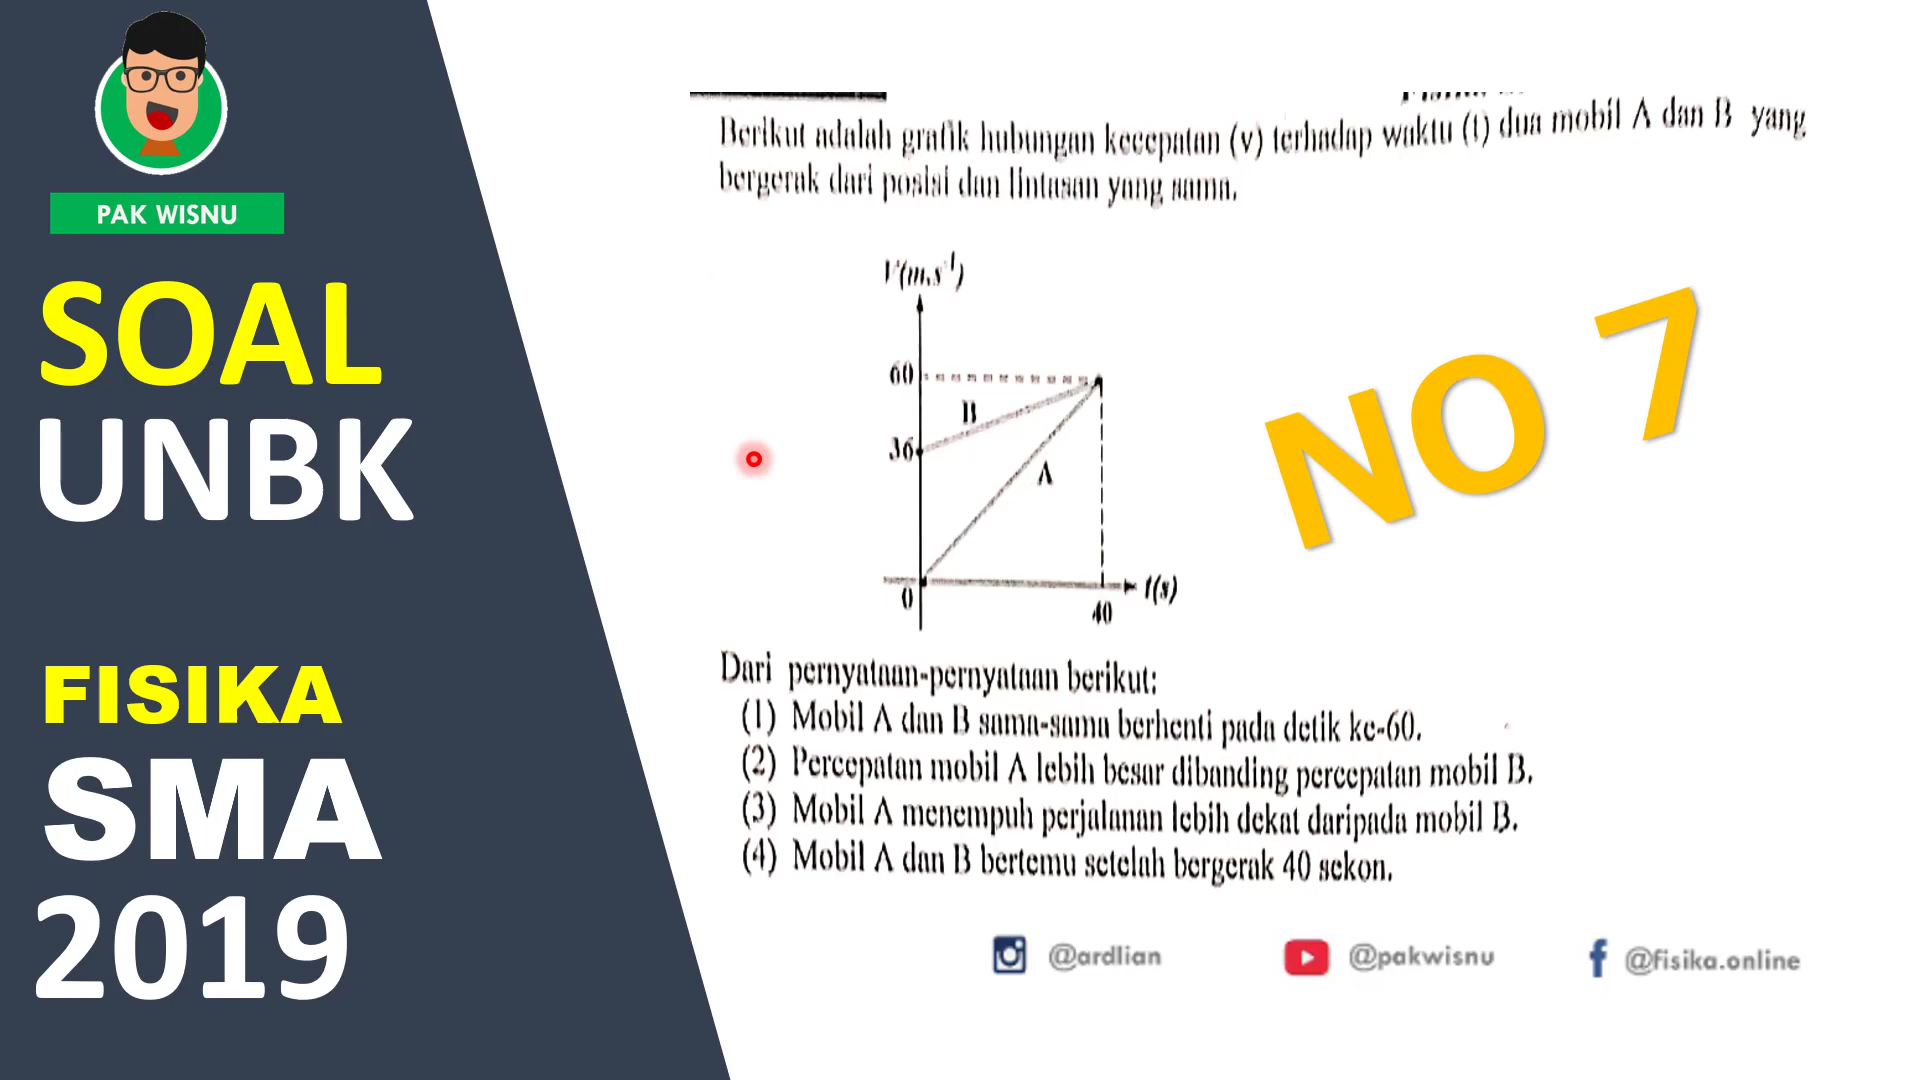 PAK WISNU
SOAL
UNBK
FISIKA
SMA
2019
Berikut adalah grafik hubungan kecepatan (v) terhadap waktu (t) dua mobil A dan B yang
bergerak dari posisi dan lintasan yang sama.
V(m.s⁻¹)
60
B
36
A
0
40
t(s)
NO 7
Dari pernyataan-pernyataan berikut:
(1) Mobil A dan B sama-sama berhenti pada detik ke-60.
(2) Percepatan mobil A lebih besar dibanding percepatan mobil B.
(3) Mobil A menempuh perjalanan lebih dekat daripada mobil B.
(4) Mobil A dan B bertemu setelah bergerak 40 sekon.
@ardlian
@pakwisnu
@fisika.online